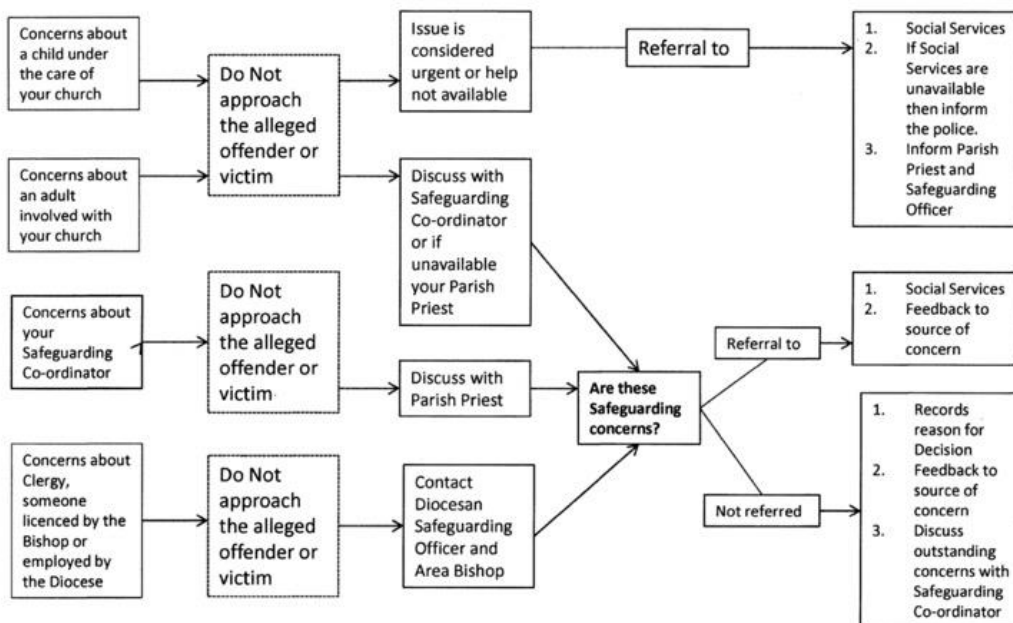 Concerns about
a child under
the care of
your church
Do Not
approach
the alleged
offender or
victim
Issue is
considered
urgent or help
not available
Referral to
1. Social Services
2. If Social
Services are
unavailable
then inform
the police.
3. Inform Parish
Priest and
Safeguarding
Officer
Concerns about
an adult
involved with
your church
Discuss with
Safeguarding
Co-ordinator
or if
unavailable
your Parish
Priest
Concerns about
your
Safeguarding
Co-ordinator
Do Not
approach
the alleged
offender or
victim
Discuss with
Parish Priest
Are these
Safeguarding
concerns?
Referral to
1. Social Services
2. Feedback to
source of
concern
Concerns about
Clergy,
someone
licenced by the
Bishop or
employed by
the Diocese
Do Not
approach
the alleged
offender or
victim
Contact
Diocesan
Safeguarding
Officer and
Area Bishop
Not referred
1. Records
reason for
Decision
2. Feedback to
source of
concern
3. Discuss
outstanding
concerns with
Safeguarding
Co-ordinator